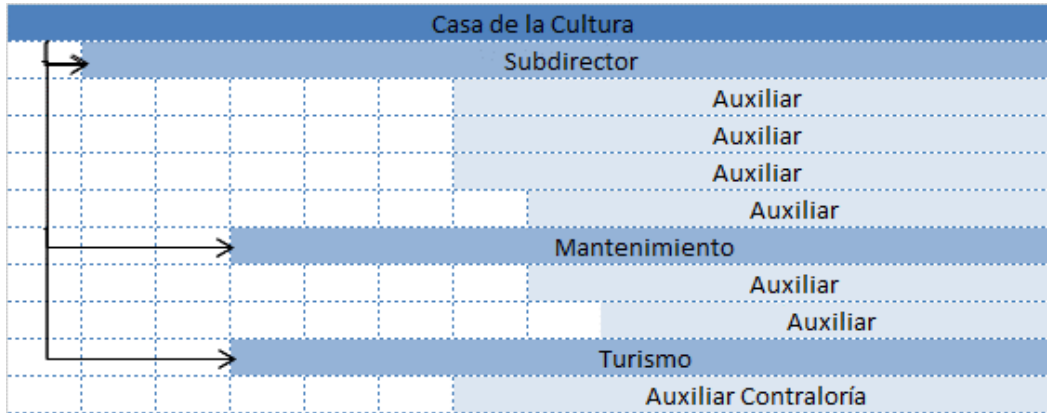 Casa de la Cultura
Subdirector
Auxiliar
Auxiliar
Auxiliar
Auxiliar
Mantenimiento
Auxiliar
Auxiliar
Turismo
Auxiliar Contraloría